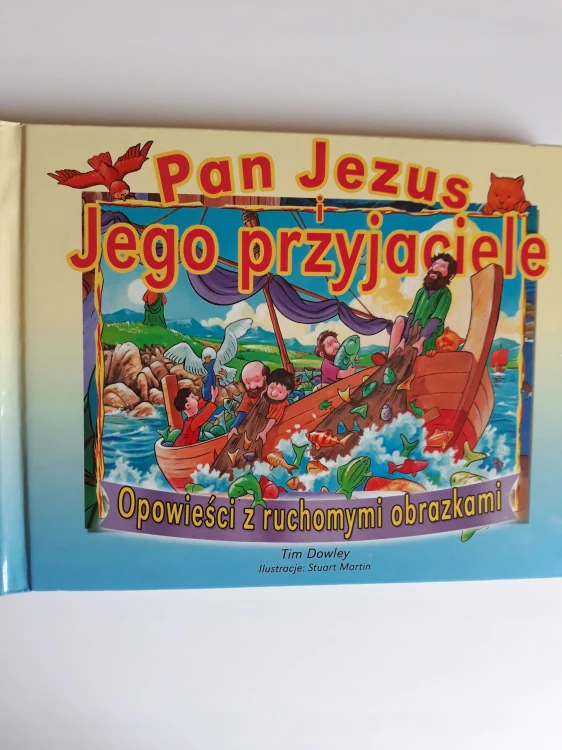 Pan Jezus
i
Jego przyjaciele
Opowieści z ruchomymi obrazkami
Tim Dowley
Ilustracje: Stuart Martin